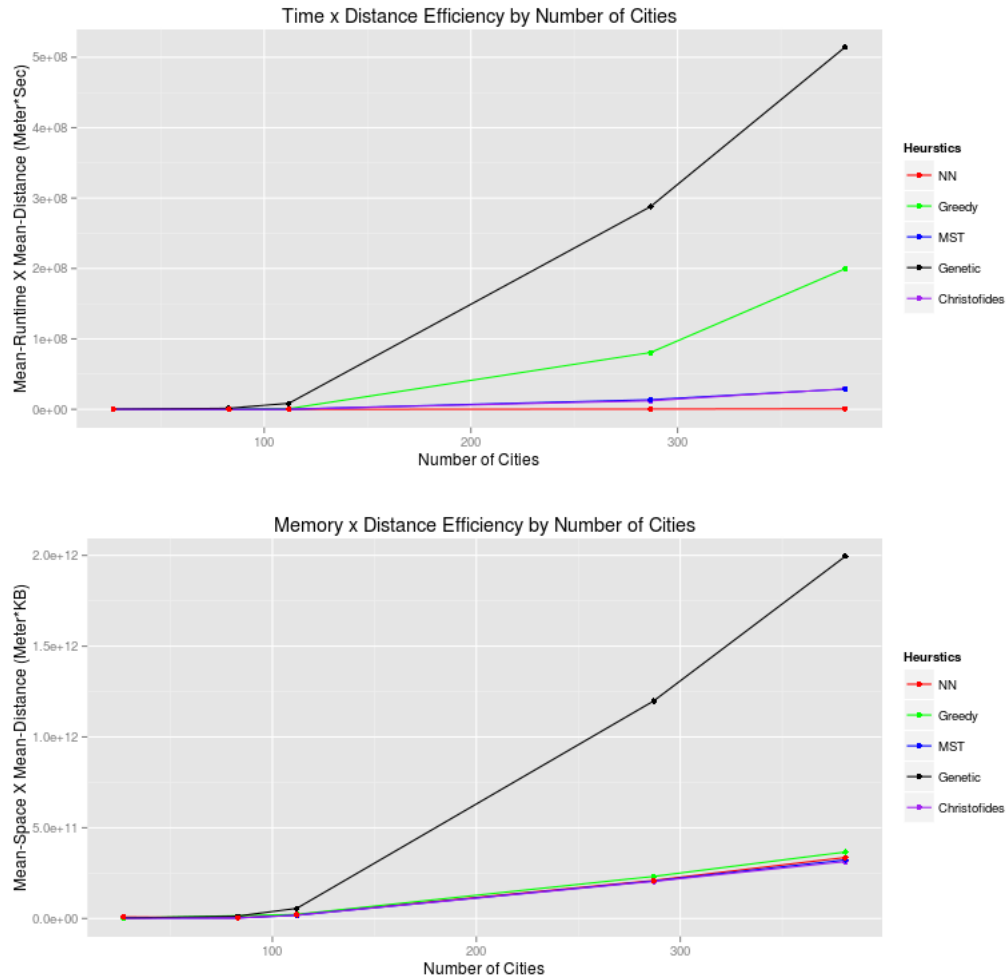 Time x Distance Efficiency by Number of Cities
Mean-Runtime X Mean-Distance (Meter*Sec)
5e+08
4e+08
3e+08
2e+08
1e+08
0e+00
100
200
300
Number of Cities
Heurstics
NN
Greedy
MST
Genetic
Christofides
Memory x Distance Efficiency by Number of Cities
Mean-Space X Mean-Distance (Meter*KB)
2.0e+12
1.5e+12
1.0e+12
5.0e+11
0.0e+00
100
200
300
Number of Cities
Heurstics
NN
Greedy
MST
Genetic
Christofides